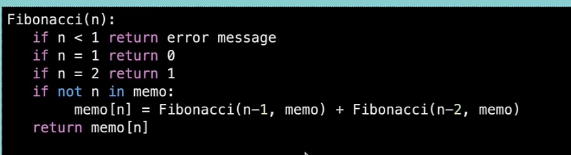 Fibonacci(n):
if n < 1 return error message
if n = 1 return 0
if n = 2 return 1
if not n in memo:
memo[n] = Fibonacci(n-1, memo) + Fibonacci(n-2, memo)
return memo[n]